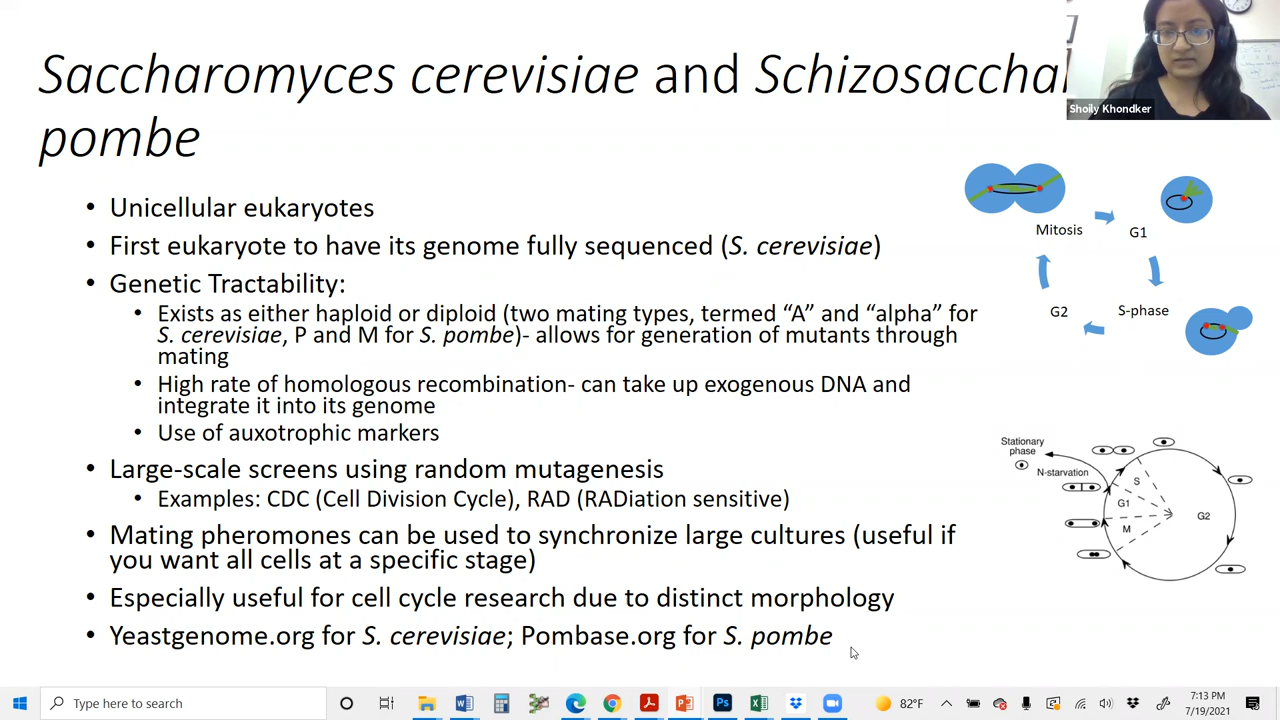 Saccharomyces cerevisiae and Schizosacchar
pombe
Shoily Khondker
• Unicellular eukaryotes
• First eukaryote to have its genome fully sequenced (S. cerevisiae)
• Genetic Tractability:
• Exists as either haploid or diploid (two mating types, termed “A” and “alpha” for
S. cerevisiae, P and M for S. pombe)- allows for generation of mutants through
mating
• High rate of homologous recombination- can take up exogenous DNA and
integrate it into its genome
• Use of auxotrophic markers
• Large-scale screens using random mutagenesis
• Examples: CDC (Cell Division Cycle), RAD (RADiation sensitive)
• Mating pheromones can be used to synchronize large cultures (useful if
you want all cells at a specific stage)
• Especially useful for cell cycle research due to distinct morphology
• Yeastgenome.org for S. cerevisiae; Pombase.org for S. pombe
Mitosis
G1
G2
S-phase
Stationary
phase
N-starvation
S
G1
M
G2
Type here to search
82°F
7:13 PM
7/19/2021